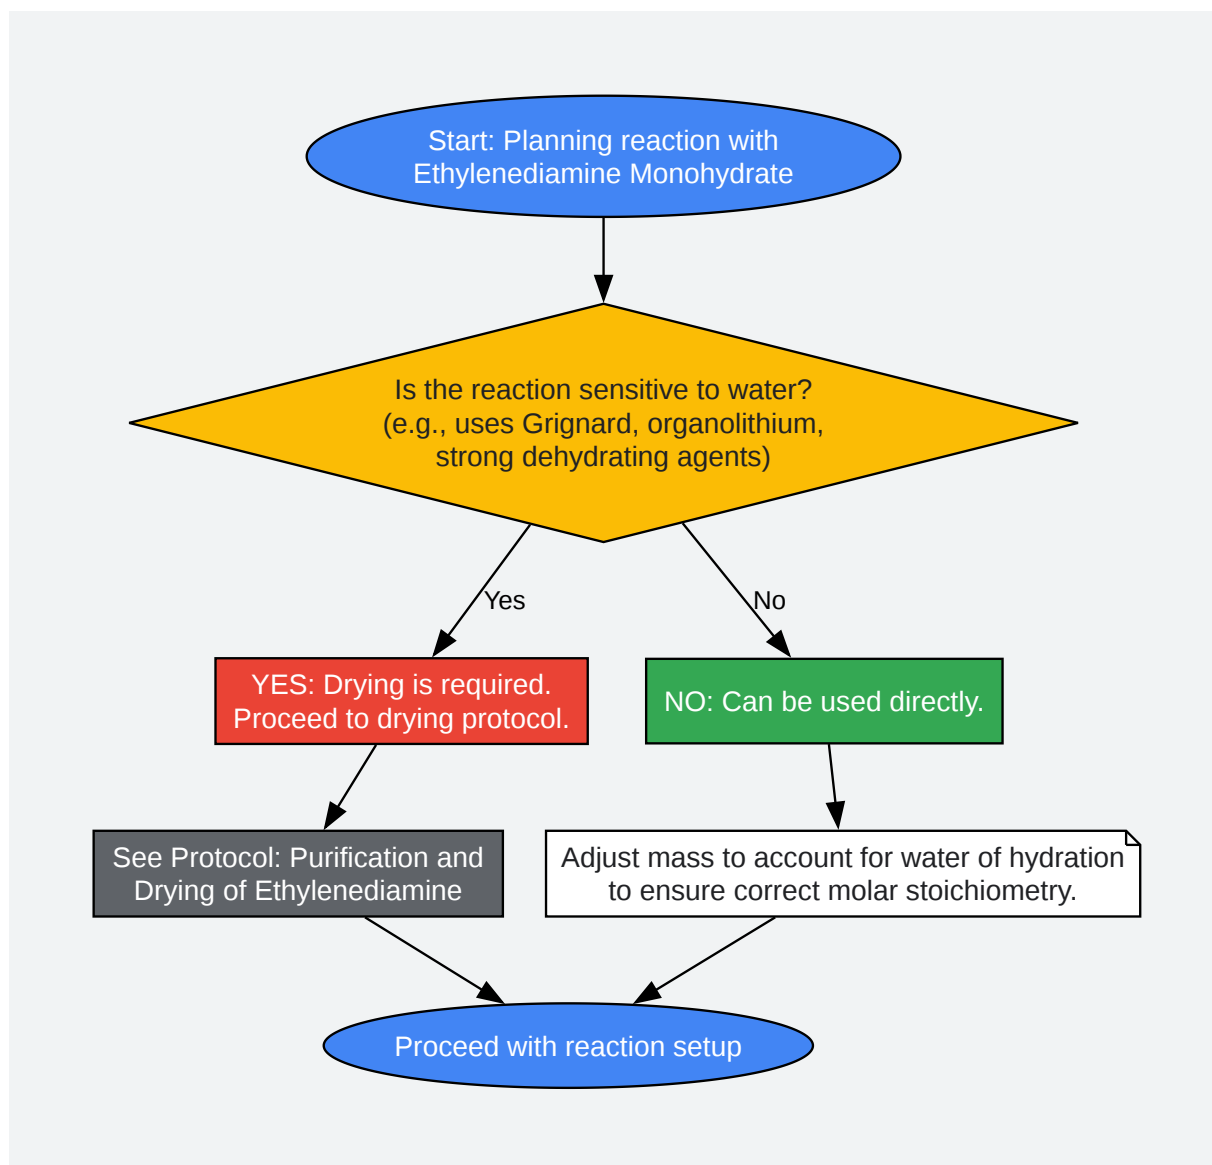 Start: Planning reaction with
Ethylenediamine Monohydrate
Is the reaction sensitive to water?
(e.g., uses Grignard, organolithium,
strong dehydrating agents)
Yes
No
YES: Drying is required.
Proceed to drying protocol.
NO: Can be used directly.
See Protocol: Purification and
Drying of Ethylenediamine
Adjust mass to account for water of hydration
to ensure correct molar stoichiometry.
Proceed with reaction setup